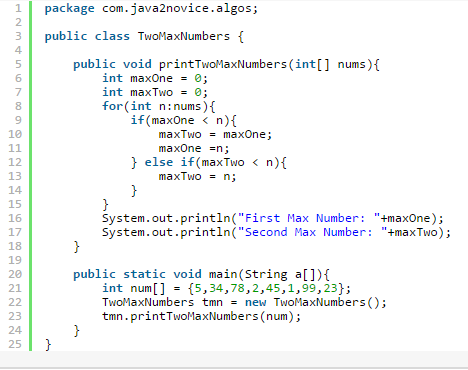 1 package com.java2novice.algos;
2
3 public class TwoMaxNumbers {
4
5     public void printTwoMaxNumbers(int[] nums){
6         int maxOne = 0;
7         int maxTwo = 0;
8         for(int n:nums){
9             if(maxOne < n){
10                 maxTwo = maxOne;
11                 maxOne =n;
12             } else if(maxTwo < n){
13                 maxTwo = n;
14             }
15         }
16         System.out.println("First Max Number: "+maxOne);
17         System.out.println("Second Max Number: "+maxTwo);
18     }
19
20     public static void main(String a[]){
21         int num[] = {5,34,78,2,45,1,99,23};
22         TwoMaxNumbers tmn = new TwoMaxNumbers();
23         tmn.printTwoMaxNumbers(num);
24     }
25 }